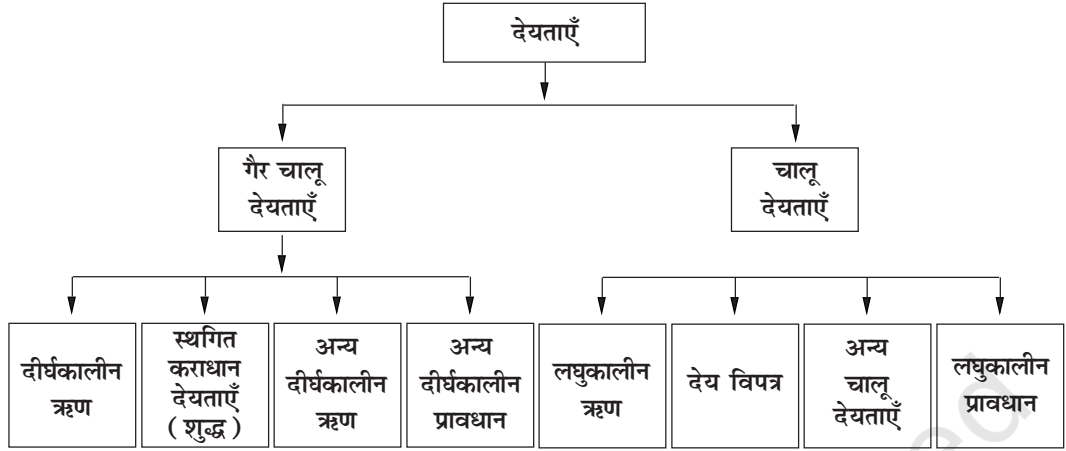 देयताएँ
गैर चालू
देयताएँ
चालू
देयताएँ
दीर्घकालीन
ऋण
स्थगित
कराधान
देयताएँ
( शुद्ध )
अन्य
दीर्घकालीन
ऋण
अन्य
दीर्घकालीन
प्रावधान
लघुकालीन
ऋण
देय विपत्र
अन्य
चालू
देयताएँ
लघुकालीन
प्रावधान